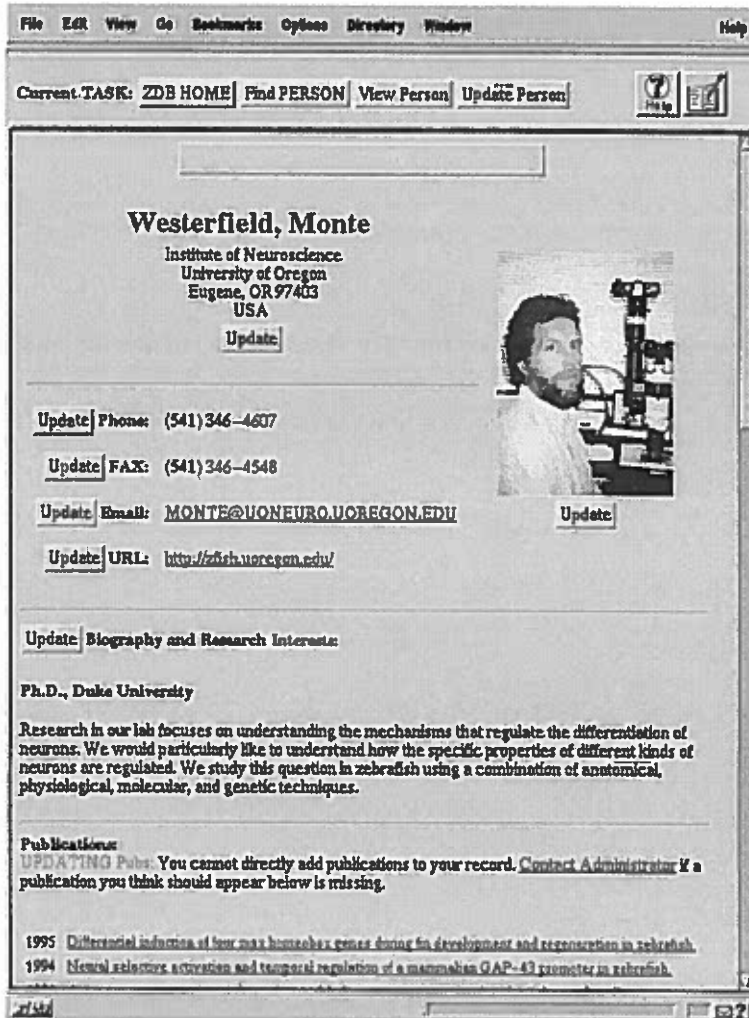 File Edit View Go Bookmarks Options Directory Window Help
Current TASK: ZDB HOME Find PERSON View Person Update Person Help
Westerfield, Monte
Institute of Neuroscience
University of Oregon
Eugene, OR 97403
USA
Update
Update Phone: (541) 346-4607
Update FAX: (541) 346-4548
Update Email: MONTE@UONEURO.UOREGON.EDU
Update
Update URL: http://zfish.uoregon.edu/
Update Biography and Research Interests:
Ph.D., Duke University
Research in our lab focuses on understanding the mechanisms that regulate the differentiation of
neurons. We would particularly like to understand how the specific properties of different kinds of
neurons are regulated. We study this question in zebrafish using a combination of anatomical,
physiological, molecular, and genetic techniques.
Publications:
UPDATING Pubs: You cannot directly add publications to your record. Contact Administrator if a
publication you think should appear below is missing.
1995 Differential induction of four msx homeobox genes during fin development and regeneration in zebrafish.
1994 Neural selective activation and temporal regulation of a mammalian GAP-43 promoter in zebrafish.